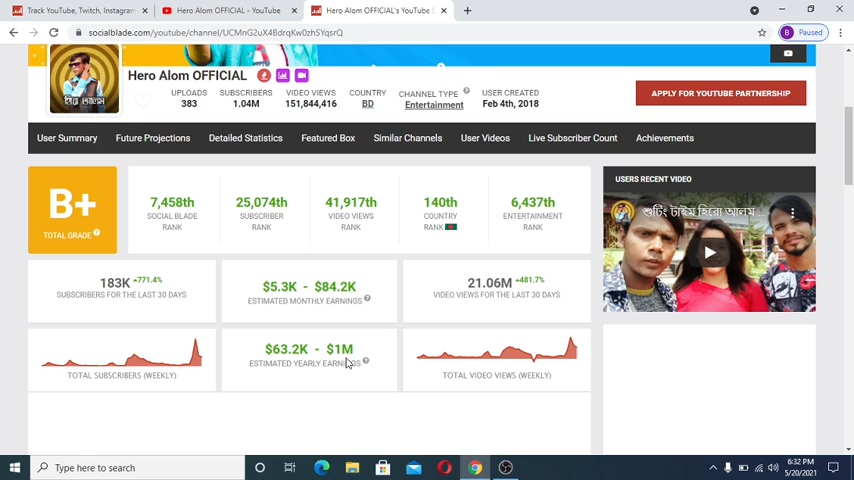 Track YouTube, Twitch, Instagram
Hero Alom OFFICIAL - YouTube
Hero Alom OFFICIAL's YouTube S
socialblade.com/youtube/channel/UCMnG2uX4BdrqKw0zhSYqsrQ
B
Paused
হিরো আলোম
Hero Alom OFFICIAL
UPLOADS
383
SUBSCRIBERS
1.04M
VIDEO VIEWS
151,844,416
COUNTRY
BD
CHANNEL TYPE
Entertainment
USER CREATED
Feb 4th, 2018
APPLY FOR YOUTUBE PARTNERSHIP
User Summary
Future Projections
Detailed Statistics
Featured Box
Similar Channels
User Videos
Live Subscriber Count
Achievements
B+
TOTAL GRADE
7,458th
SOCIAL BLADE
RANK
25,074th
SUBSCRIBER
RANK
41,917th
VIDEO VIEWS
RANK
140th
COUNTRY
RANK
6,437th
ENTERTAINMENT
RANK
USERS RECENT VIDEO
শুটিং টাইম হিরো আলম ...
183K +771.4%
SUBSCRIBERS FOR THE LAST 30 DAYS
$5.3K - $84.2K
ESTIMATED MONTHLY EARNINGS
21.06M +481.7%
VIDEO VIEWS FOR THE LAST 30 DAYS
TOTAL SUBSCRIBERS (WEEKLY)
$63.2K - $1M
ESTIMATED YEARLY EARNINGS
TOTAL VIDEO VIEWS (WEEKLY)
Type here to search
6:32 PM
5/20/2021